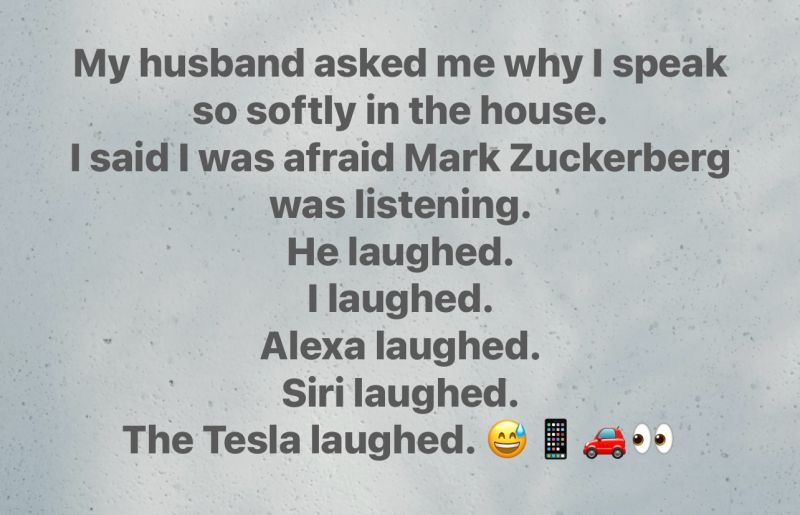 My husband asked me why I speak
so softly in the house.
I said I was afraid Mark Zuckerberg
was listening.
He laughed.
I laughed.
Alexa laughed.
Siri laughed.
The Tesla laughed. 😅 📱 🚗👀